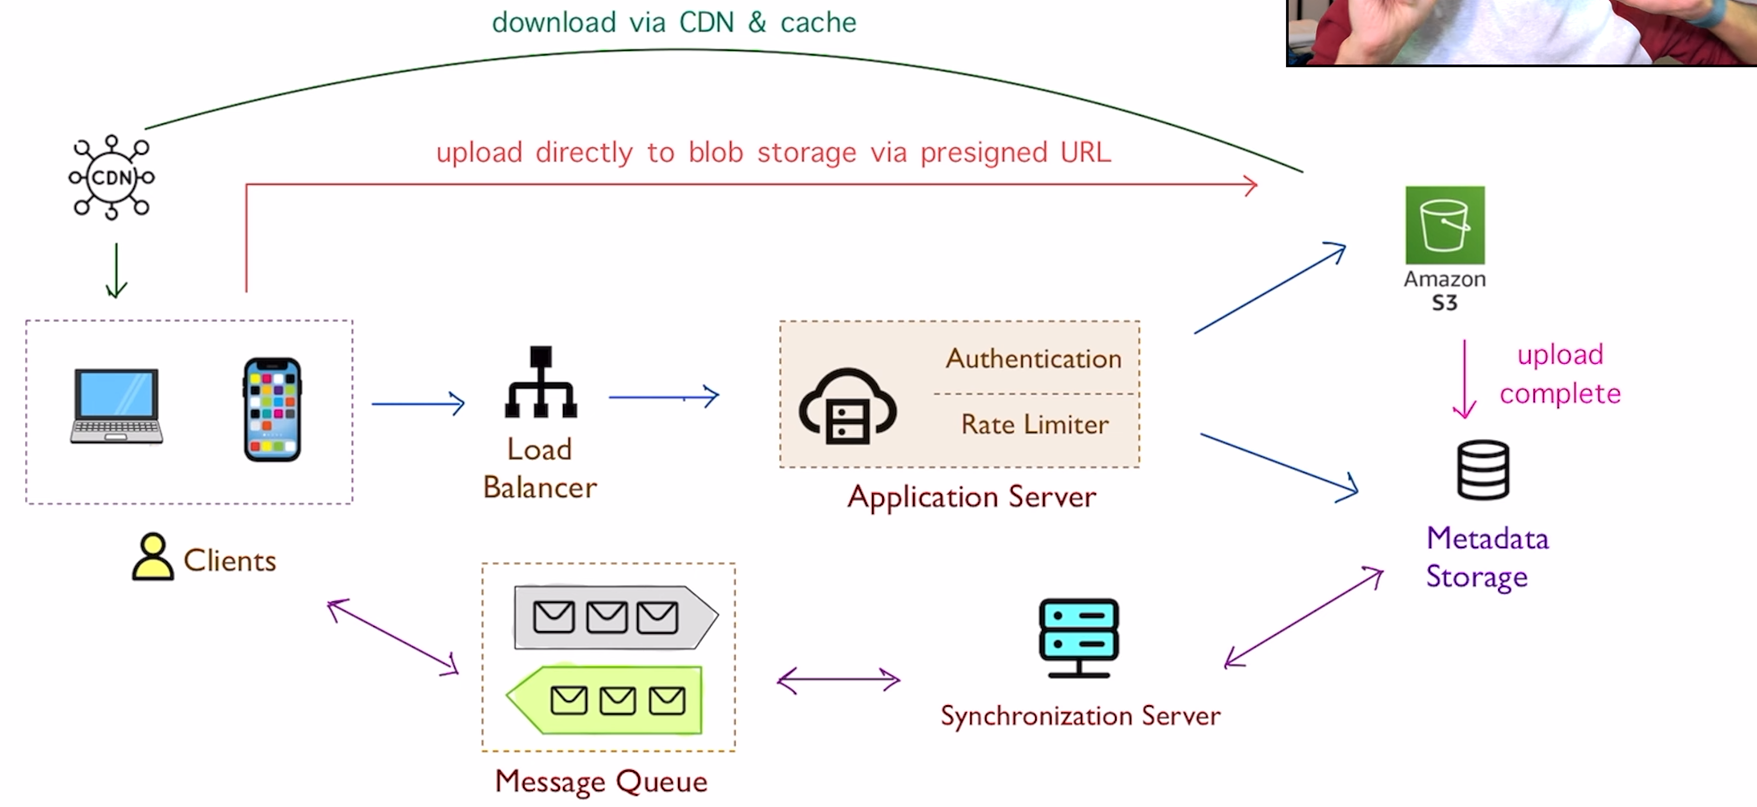 download via CDN & cache
upload directly to blob storage via presigned URL
CDN
Amazon
S3
Authentication
upload
complete
Rate Limiter
Load
Balancer
Application Server
Metadata
Storage
Clients
Synchronization Server
Message Queue